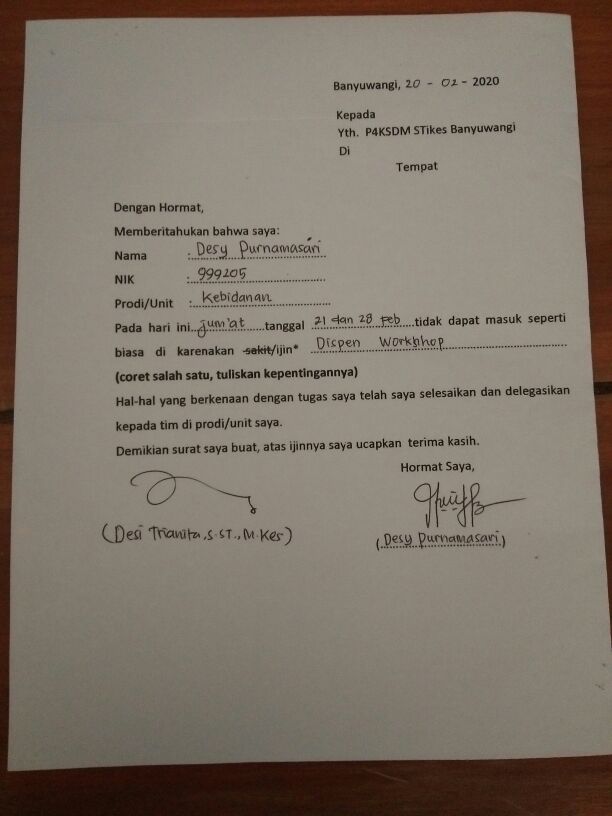 Banyuwangi, 20 - 02 - 2020
Kepada
Yth. P4KSDM STikes Banyuwangi
Di
Tempat
Dengan Hormat,
Memberitahukan bahwa saya:
Nama : Desy Purnamasari
NIK : 999205
Prodi/Unit : Kebidanan
Pada hari ini jum'at tanggal 21 dan 28 Feb tidak dapat masuk seperti
biasa di karenakan sakit/ijin* Dispen Workshop
(coret salah satu, tuliskan kepentingannya)
Hal-hal yang berkenaan dengan tugas saya telah saya selesaikan dan delegasikan
kepada tim di prodi/unit saya.
Demikian surat saya buat, atas ijinnya saya ucapkan terima kasih.
Hormat Saya,
(Desi Trianita, S.ST., M.Kes) (Desy Purnamasari)